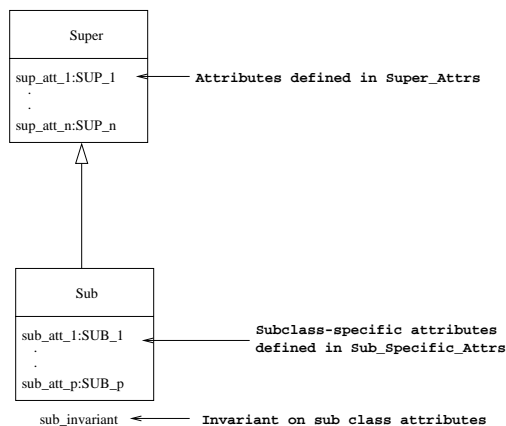 Super
sup_att_1:SUP_1
.
.
sup_att_n:SUP_n
Attributes defined in Super_Attrs
Sub
sub_att_1:SUB_1
.
.
sub_att_p:SUB_p
Subclass-specific attributes
defined in Sub_Specific_Attrs
sub_invariant
Invariant on sub class attributes